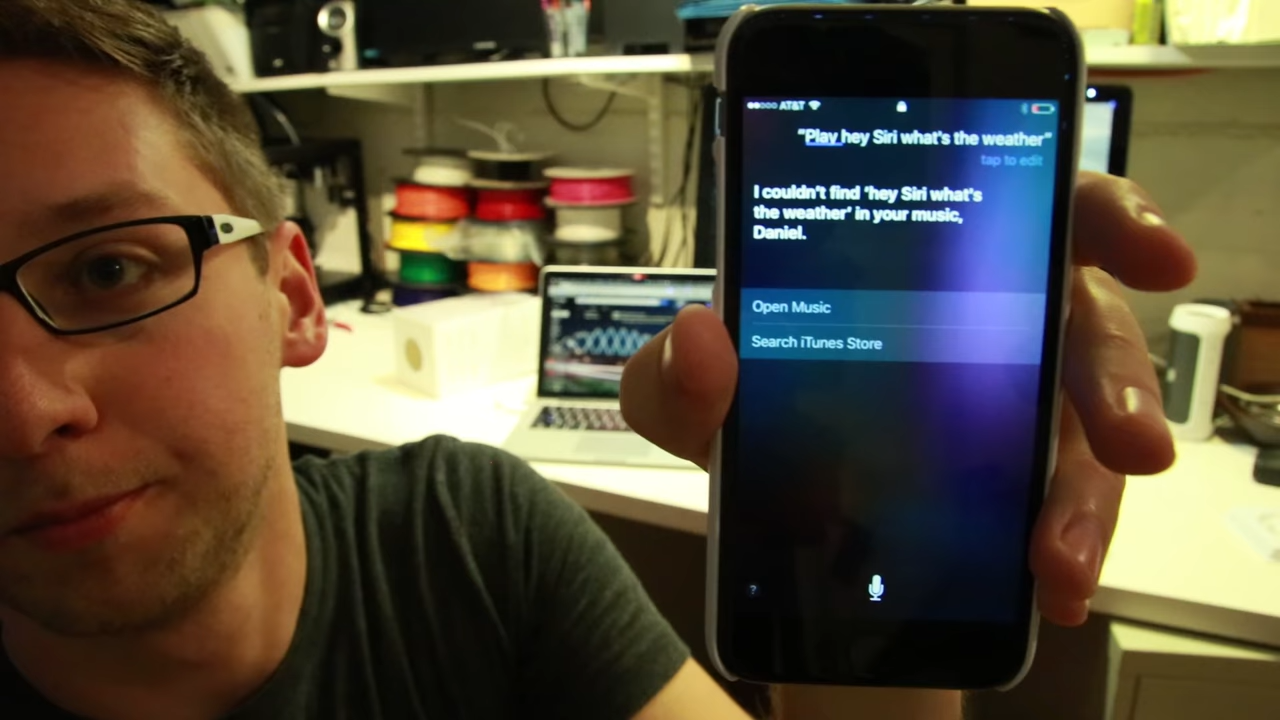 AT&T
“Play hey Siri what's the weather”
tap to edit
I couldn't find ‘hey Siri what's
the weather’ in your music,
Daniel.
Open Music
Search iTunes Store
?